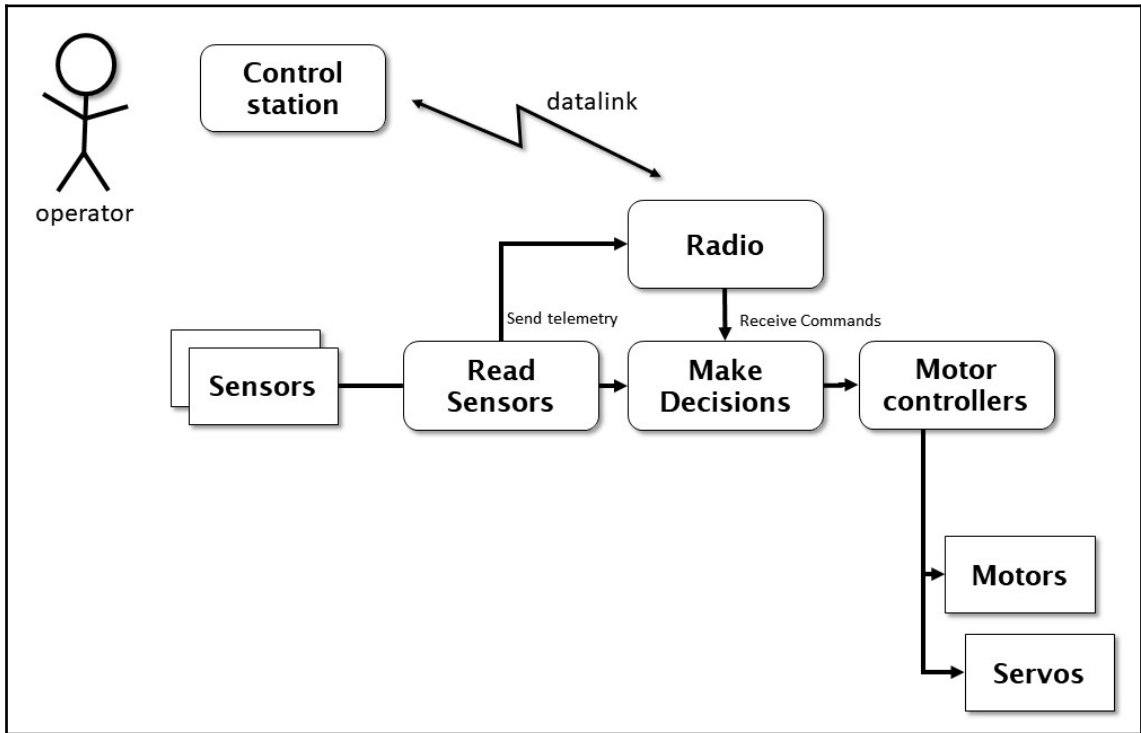 Control
station
datalink
operator
Radio
Send telemetry
Receive Commands
Sensors
Read
Sensors
Make
Decisions
Motor
controllers
Motors
Servos